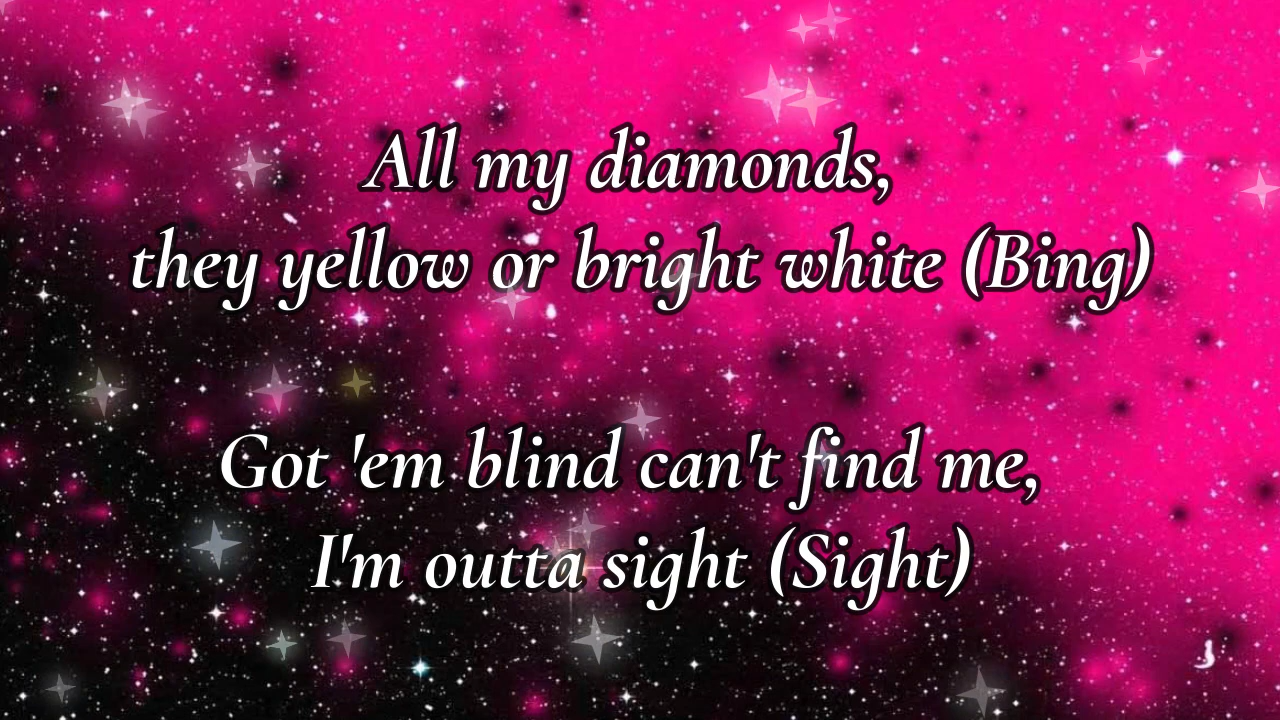 All my diamonds,
they yellow or bright white (Bing)
Got 'em blind can't find me,
I'm outta sight (Sight)